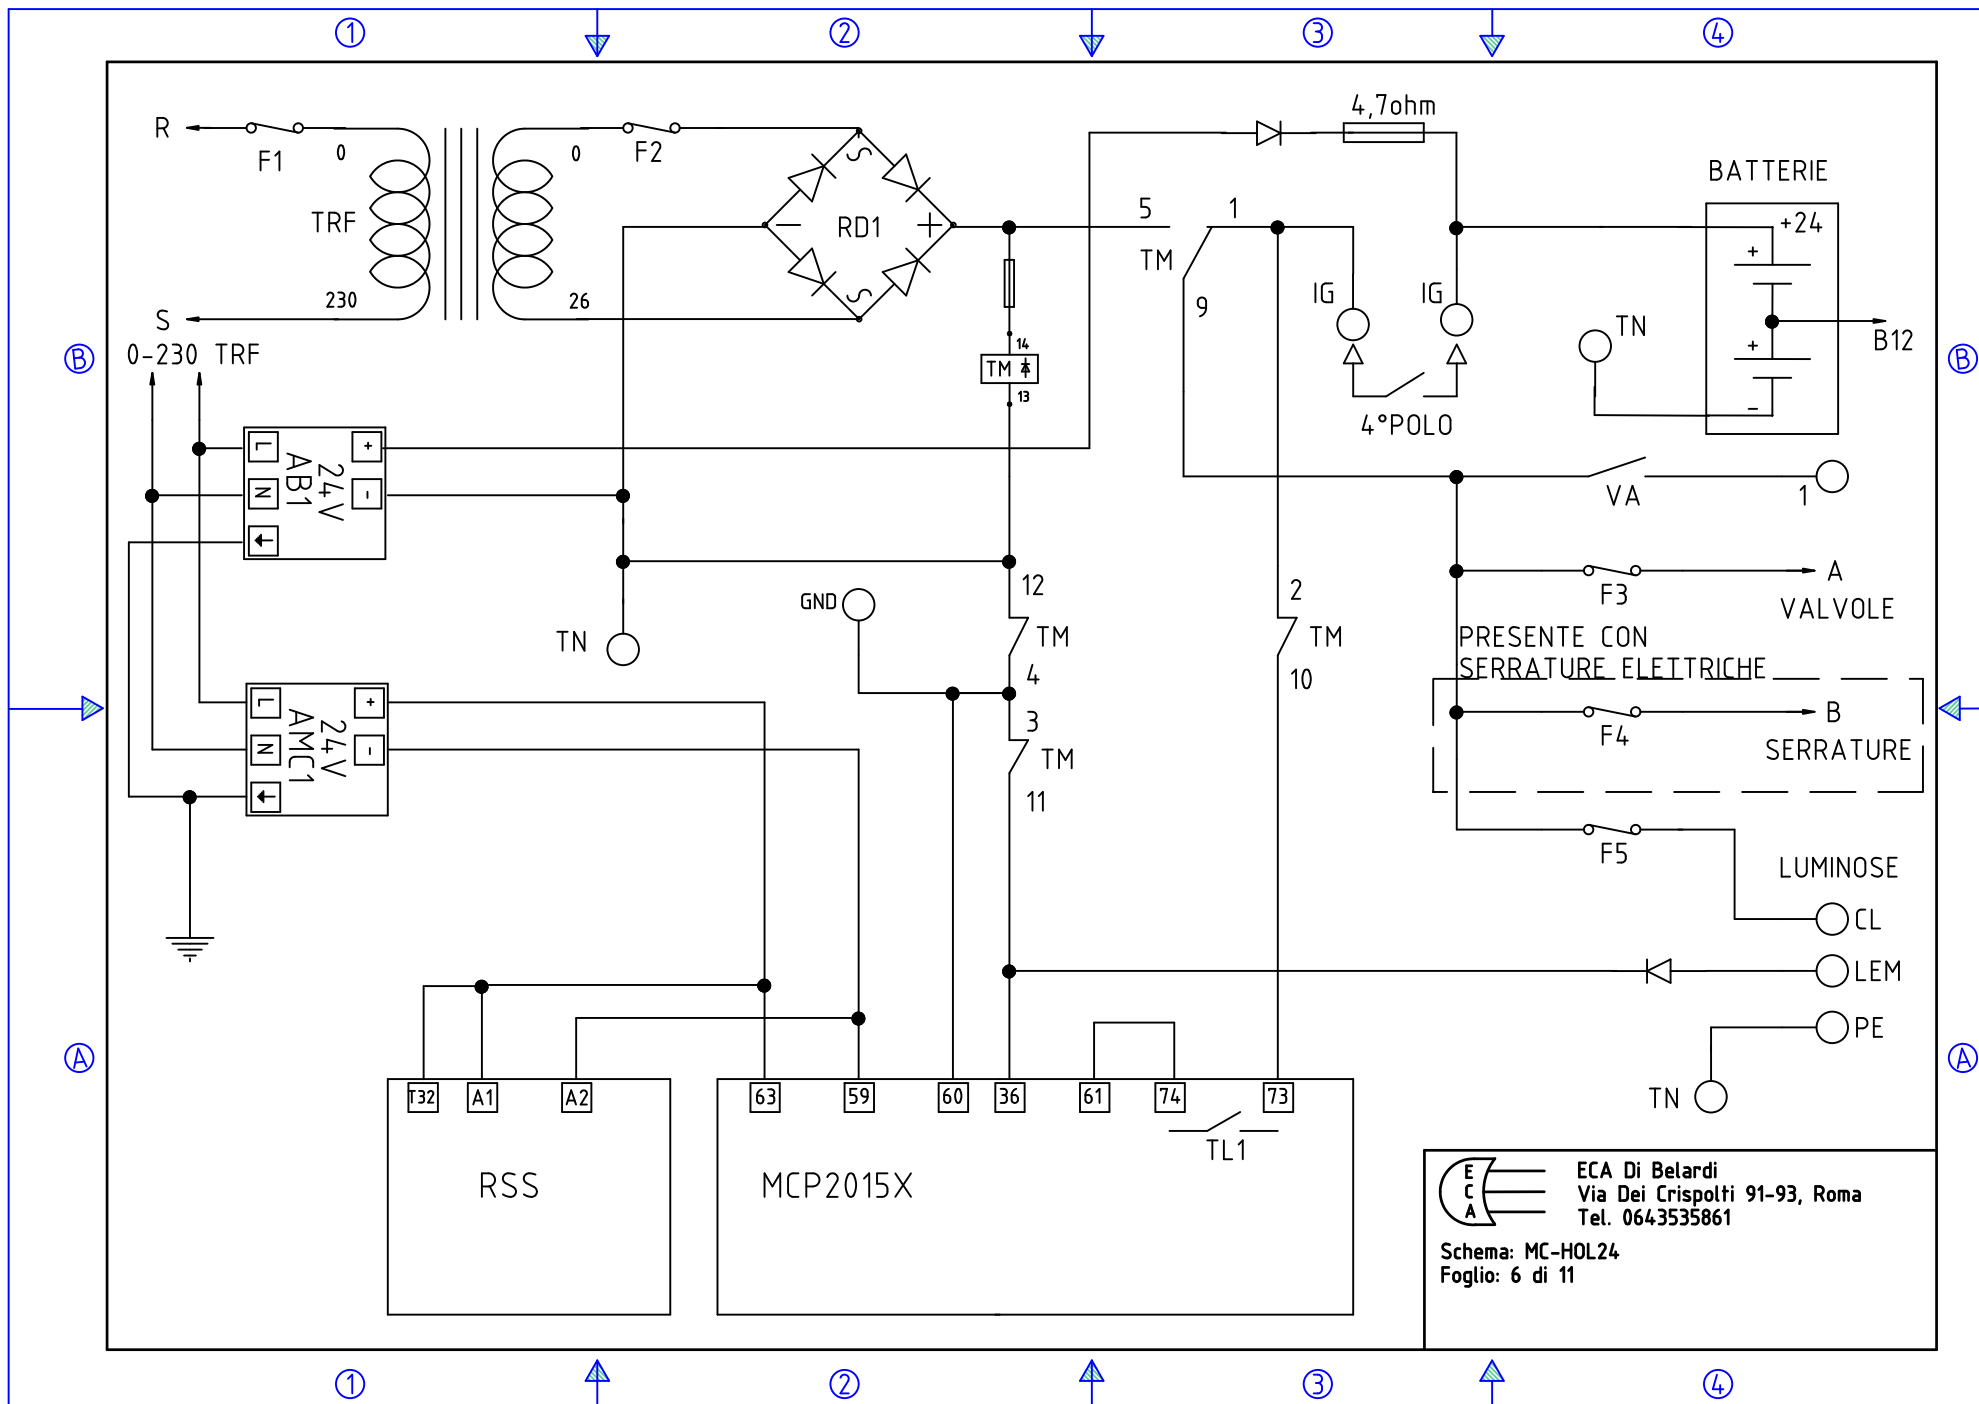 1 2 3 4
R
F1
0
0
F2
TRF
230
26
S
0-230 TRF
S
RD1
S
5
1
TM
9
4,7ohm
IG
IG
4°POLO
BATTERIE
+24
+
+
-
B12
TN
14
TM
13
B
B
L
N
24V
AB1
+
-
VA
1
F3
A
VALVOLE
12
TM
4
GND
TN
2
TM
10
PRESENTE CON
SERRATURE ELETTRICHE
F4
B
SERRATURE
L
N
24V
AMC1
+
-
3
TM
11
F5
LUMINOSE
CL
LEM
PE
TN
A
A
T32 A1 A2
63 59 60 36 61 74 73
TL1
RSS
MCP2015X
E
C
A
ECA Di Belardi
Via Dei Crispolti 91-93, Roma
Tel. 0643535861
Schema: MC-HOL24
Foglio: 6 di 11
1 2 3 4